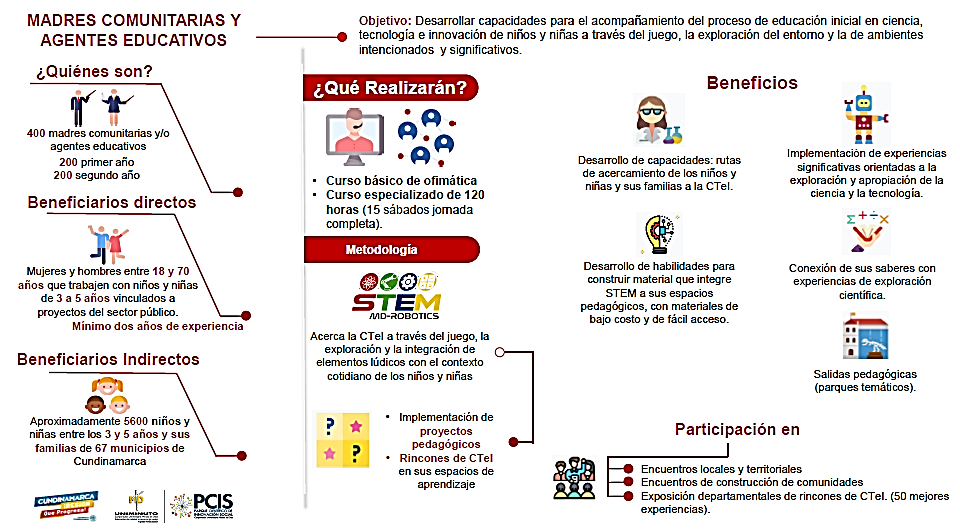 MADRES COMUNITARIAS Y
AGENTES EDUCATIVOS
Objetivo: Desarrollar capacidades para el acompañamiento del proceso de educación inicial en ciencia,
tecnología e innovación de niños y niñas a través del juego, la exploración del entorno y la de ambientes
intencionados y significativos.
¿Quiénes son?
400 madres comunitarias y/o
agentes educativos
200 primer año
200 segundo año
Beneficiarios directos
Mujeres y hombres entre 18 y 70
años que trabajen con niños y niñas
de 3 a 5 años vinculados a
proyectos del sector público.
Mínimo dos años de experiencia
Beneficiarios Indirectos
Aproximadamente 5600 niños y
niñas entre los 3 y 5 años y sus
familias de 67 municipios de
Cundinamarca
CUNDINAMARCA
Que Progresa!
UNIMINUTO
PCIS
PARQUE CIENTÍFICO DE
INNOVACIÓN SOCIAL
¿Qué Realizarán?
• Curso básico de ofimática
• Curso especializado de 120
horas (15 sábados jornada
completa).
Metodología
STEM
MD-ROBOTICS
Acerca la CTeI a través del juego, la
exploración y la integración de
elementos lúdicos con el contexto
cotidiano de los niños y niñas
?
?
• Implementación de
proyectos
pedagógicos
• Rincones de CTeI
en sus espacios de
aprendizaje
Beneficios
Desarrollo de capacidades: rutas
de acercamiento de los niños y
niñas y sus familias a la CTeI.
Implementación de experiencias
significativas orientadas a la
exploración y apropiación de la
ciencia y la tecnología.
Desarrollo de habilidades para
construir material que integre
STEM a sus espacios
pedagógicos, con materiales de
bajo costo y de fácil acceso.
Σ+÷×
Conexión de sus saberes con
experiencias de exploración
científica.
Salidas pedagógicas
(parques temáticos).
Participación en
Encuentros locales y territoriales
Encuentros de construcción de comunidades
Exposición departamentales de rincones de CTeI. (50 mejores
experiencias).